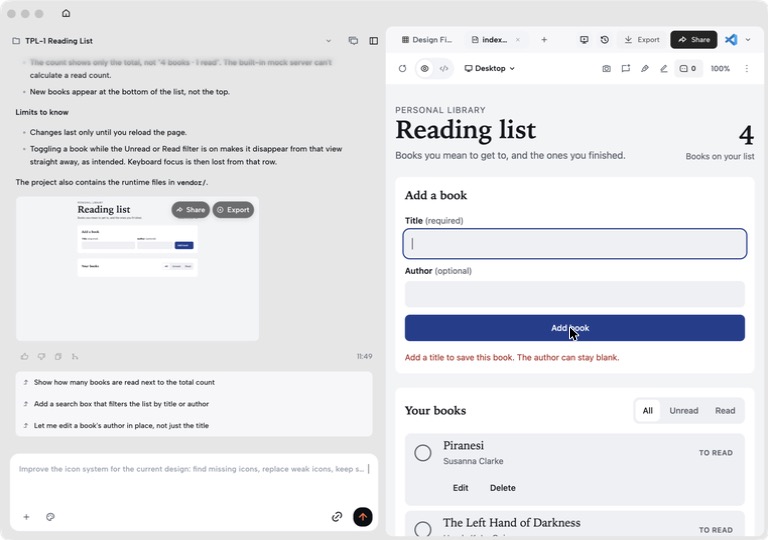 TPL-1 Reading List
The count shows only the total, not "4 books · 1 read". The built-in mock server can't
calculate a read count.
New books appear at the bottom of the list, not the top.
Limits to know
Changes last only until you reload the page.
Toggling a book while the Unread or Read filter is on makes it disappear from that view
straight away, as intended. Keyboard focus is then lost from that row.
The project also contains the runtime files in vendor/.
Reading list
Share
Export
Add a book
Your books
11:49
Show how many books are read next to the total count
Add a search box that filters the list by title or author
Let me edit a book's author in place, not just the title
Improve the icon system for the current design: find missing icons, replace weak icons, keep s...
Design Fi...
index...
Export
Share
Desktop
0
100%
PERSONAL LIBRARY
Reading list
4
Books you mean to get to, and the ones you finished.
Books on your list
Add a book
Title (required)
Author (optional)
Add book
Add a title to save this book. The author can stay blank.
Your books
All
Unread
Read
Piranesi
Susanna Clarke
TO READ
Edit
Delete
The Left Hand of Darkness
TO READ